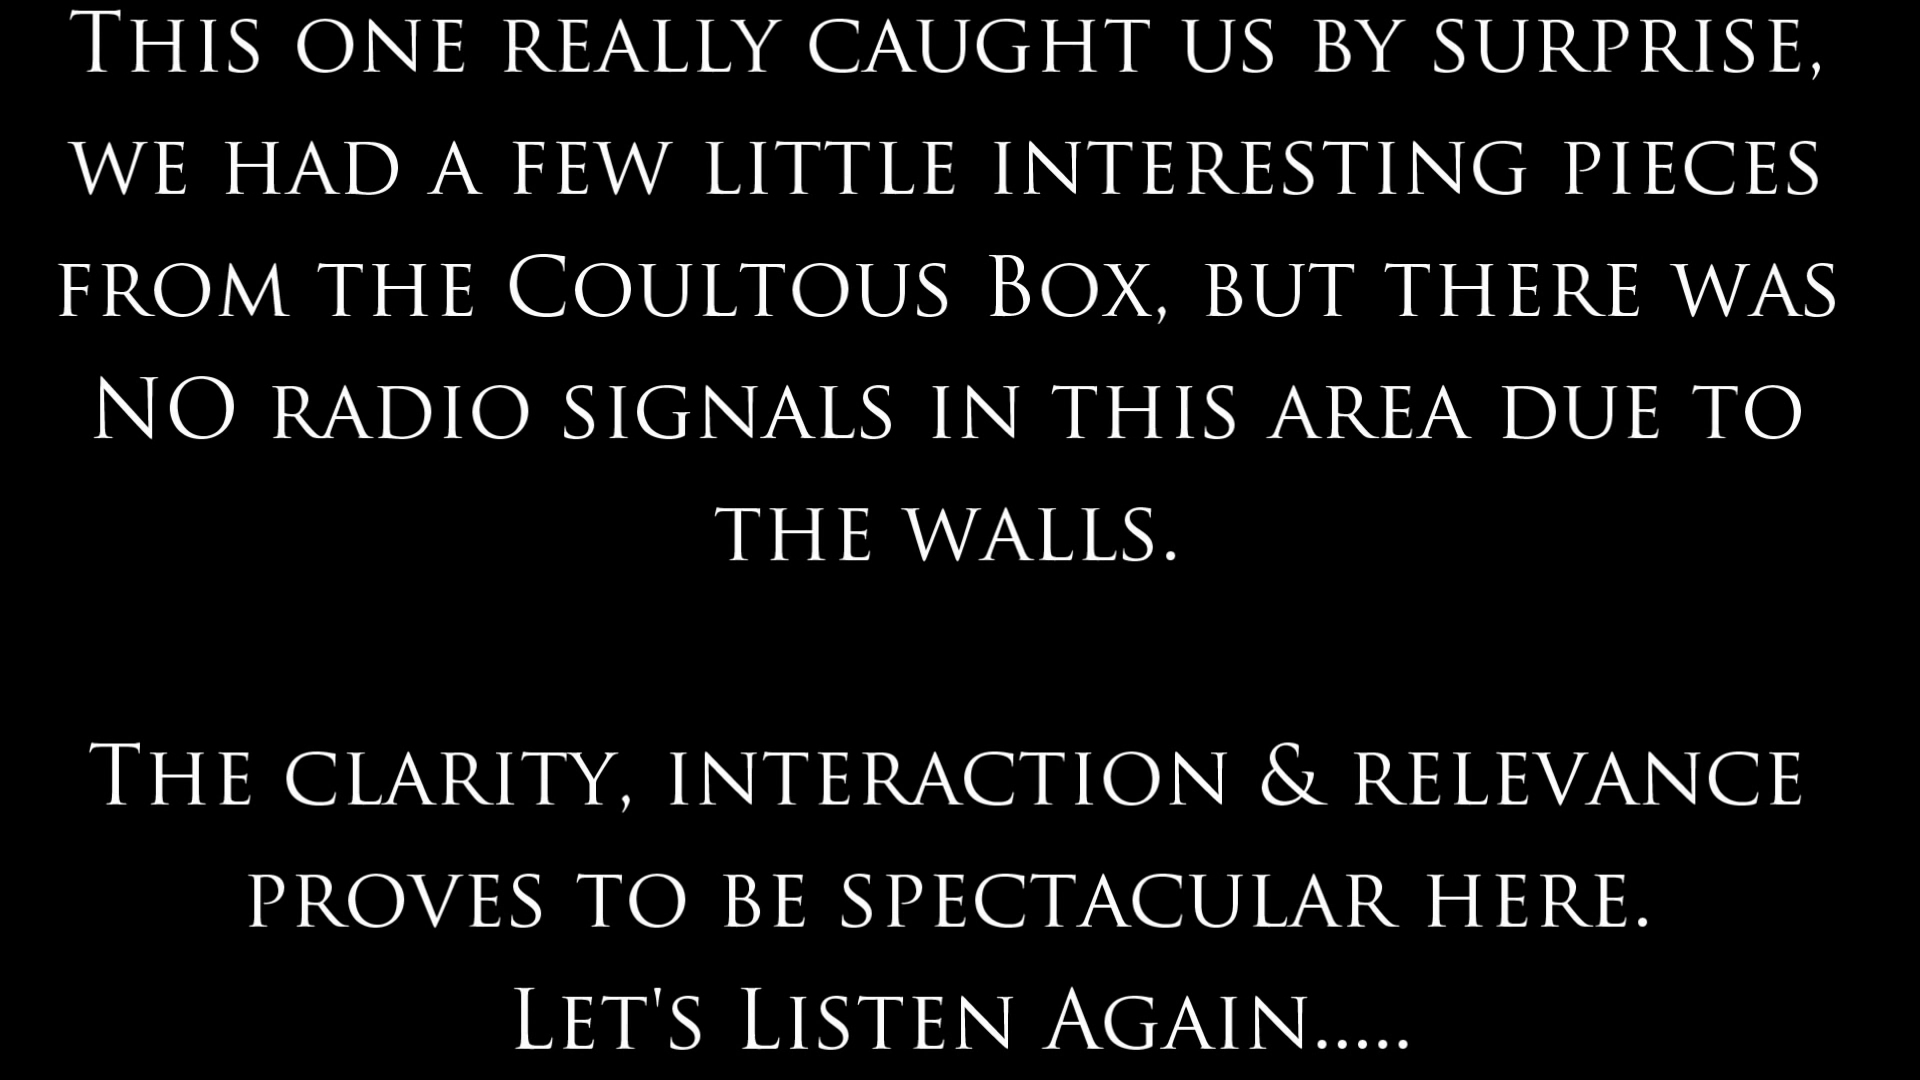 This one really caught us by surprise,
we had a few little interesting pieces
from the Coultous Box, but there was
NO radio signals in this area due to
the walls.
The clarity, interaction & relevance
proves to be spectacular here.
Let's Listen Again.....